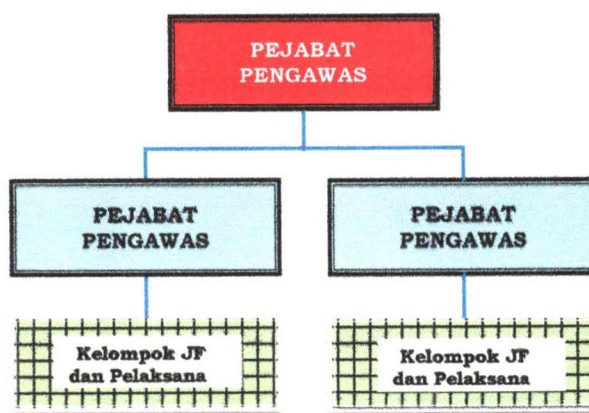 PEJABAT
PENGAWAS
PEJABAT
PENGAWAS
PEJABAT
PENGAWAS
Kelompok JF
dan Pelaksana
Kelompok JF
dan Pelaksana